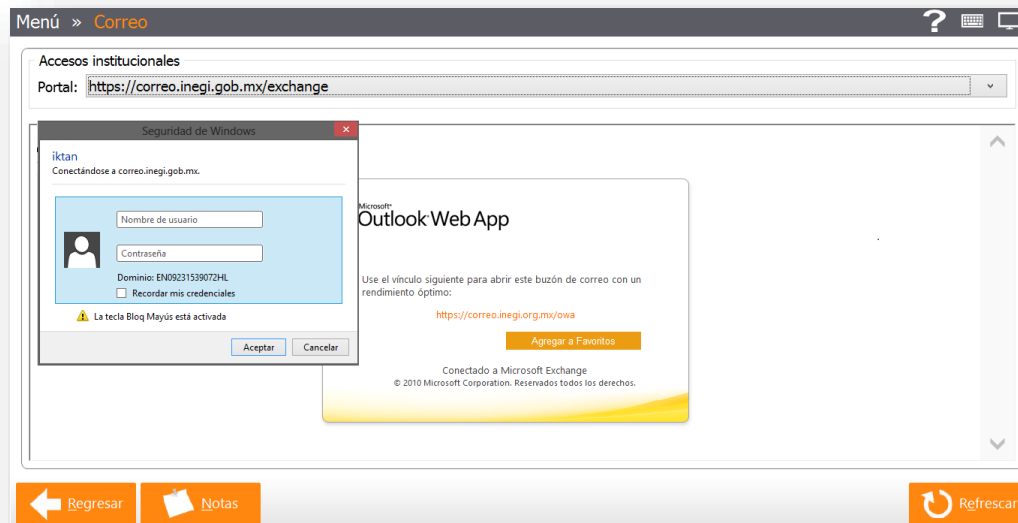 Menú » Correo
?
Accesos institucionales
Portal: https://correo.inegi.gob.mx/exchange
Seguridad de Windows
iktan
Conectándose a correo.inegi.gob.mx.
Nombre de usuario
Contraseña
Dominio: EN09231539072HL
Recordar mis credenciales
La tecla Bloq Mayús está activada
Aceptar Cancelar
Microsoft®
Outlook Web App
Use el vínculo siguiente para abrir este buzón de correo con un
rendimiento óptimo:
https://correo.inegi.org.mx/owa
Agregar a Favoritos
Conectado a Microsoft Exchange
© 2010 Microsoft Corporation. Reservados todos los derechos.
Regresar Notas Refrescar